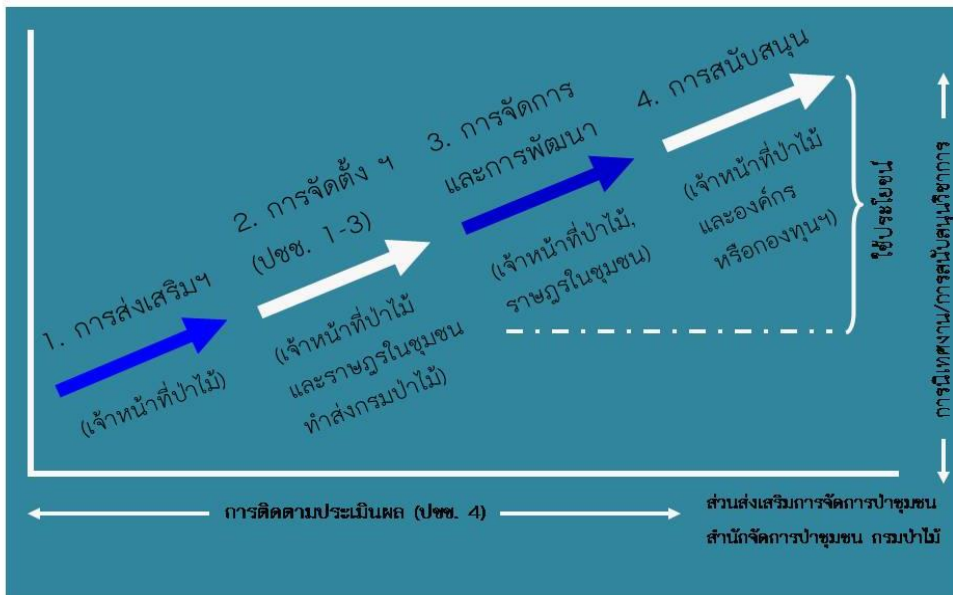 1. การส่งเสริมฯ
(เจ้าหน้าที่ป่าไม้)
2. การจัดตั้ง ฯ
(ปชช. 1-3)
(เจ้าหน้าที่ป่าไม้
และราษฎรในชุมชน
ทำส่งกรมป่าไม้)
3. การจัดการ
และการพัฒนา
(เจ้าหน้าที่ป่าไม้,
ราษฎรในชุมชน)
4. การสนับสนุน
(เจ้าหน้าที่ป่าไม้
และองค์กร
หรือกองทุนฯ)
ใช้ประโยชน์
การนิเทศงาน/การสนับสนุนวิชาการ
การติดตามประเมินผล (ปชช. 4)
ส่วนส่งเสริมการจัดการป่าชุมชน
สำนักจัดการป่าชุมชน กรมป่าไม้